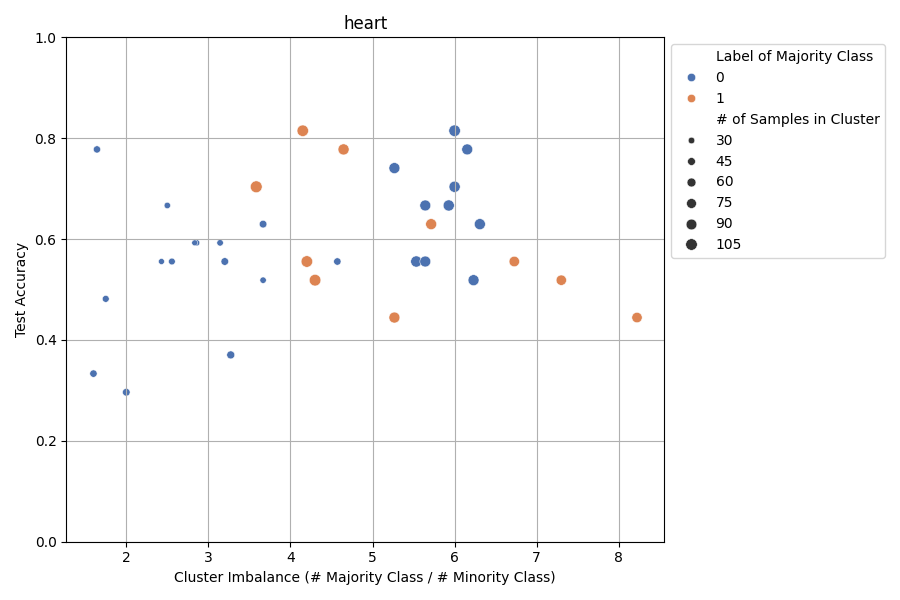 heart
Test Accuracy
1.0
0.8
0.6
0.4
0.2
0.0
2 3 4 5 6 7 8
Cluster Imbalance (# Majority Class / # Minority Class)
Label of Majority Class
0
1
# of Samples in Cluster
30
45
60
75
90
105